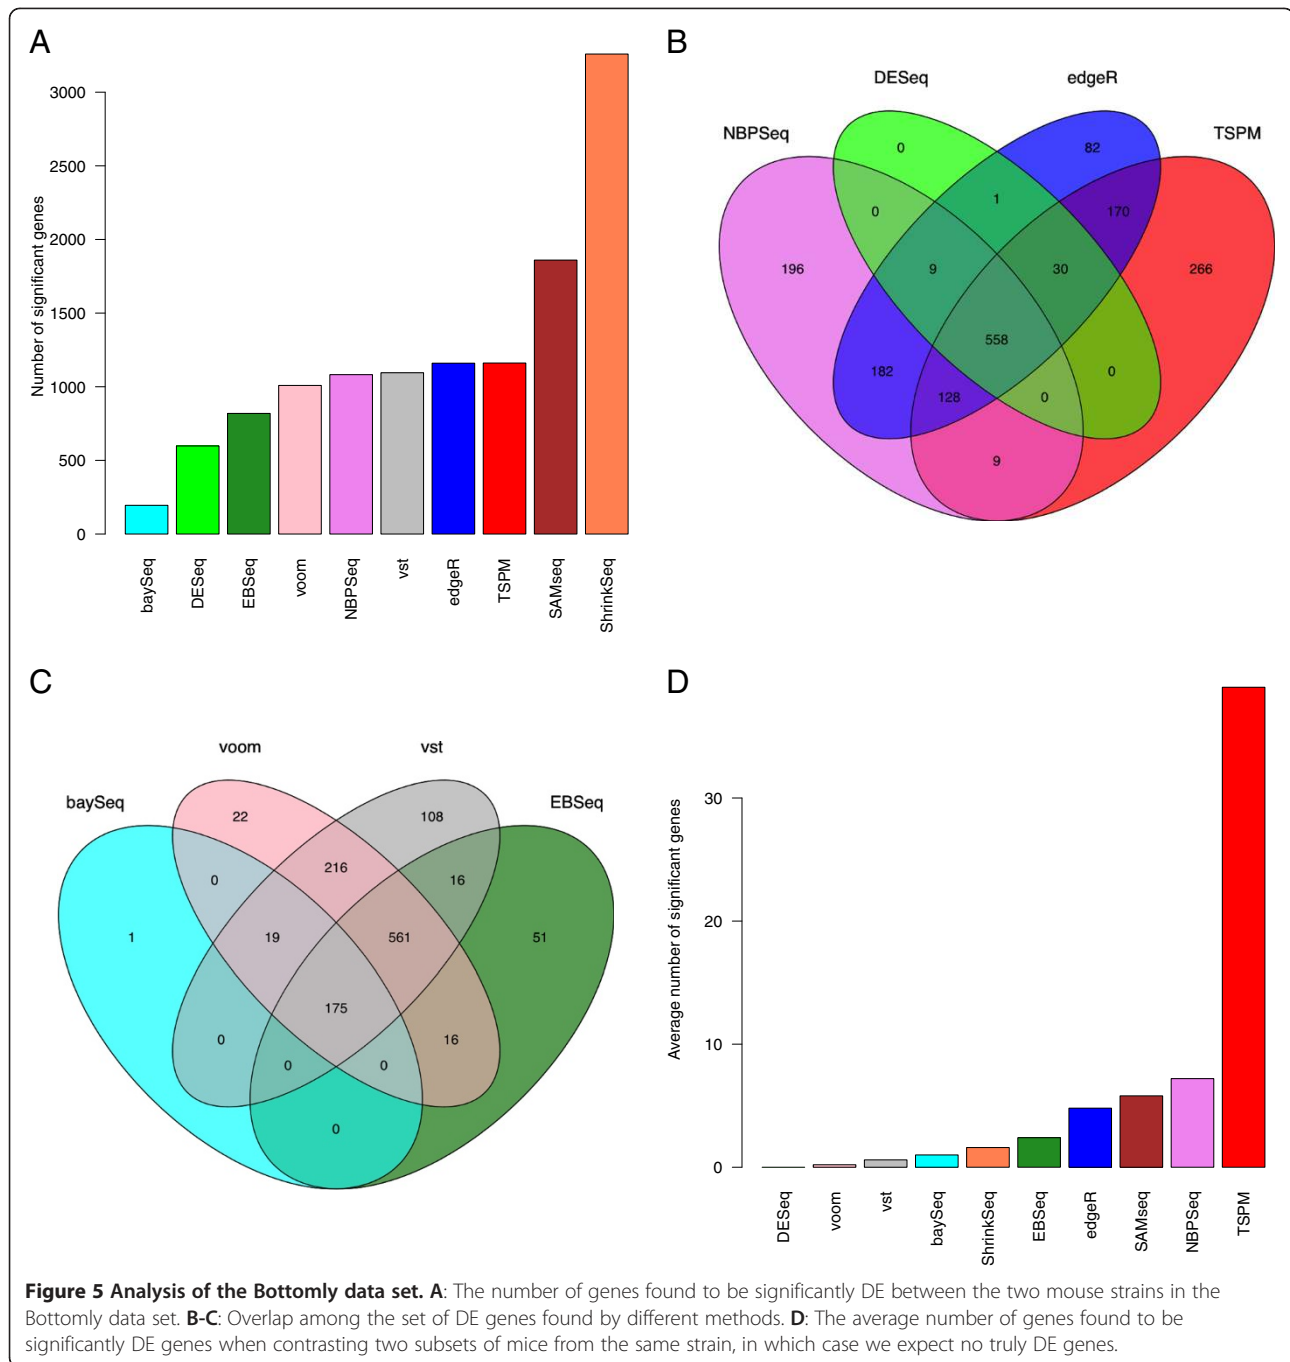 A
Number of significant genes
3000
2500
2000
1500
1000
500
0
baySeq
DESeq
EBSeq
voom
NBPSeq
vst
edgeR
TSPM
SAMseq
ShrinkSeq
B
NBPSeq
DESeq
edgeR
TSPM
0
82
0
1
170
196
9
30
266
558
182
0
128
0
9
C
baySeq
voom
vst
EBSeq
22
108
216
0
16
1
19
561
51
175
0
16
0
0
0
D
Average number of significant genes
30
20
10
0
DESeq
voom
vst
baySeq
ShrinkSeq
EBSeq
edgeR
SAMseq
NBPSeq
TSPM
Figure 5 Analysis of the Bottomly data set. A: The number of genes found to be significantly DE between the two mouse strains in the
Bottomly data set. B-C: Overlap among the set of DE genes found by different methods. D: The average number of genes found to be
significantly DE genes when contrasting two subsets of mice from the same strain, in which case we expect no truly DE genes.